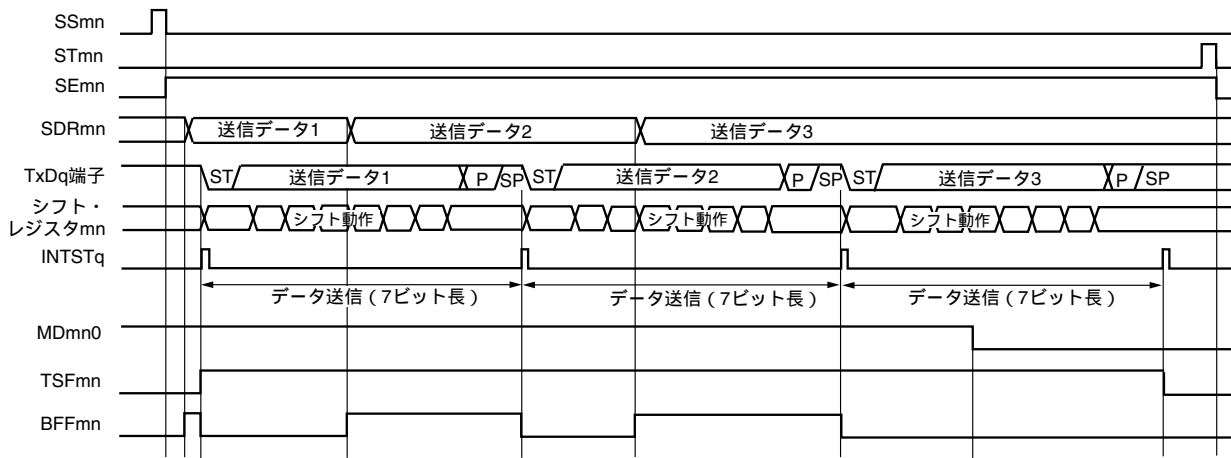 SSmn
STmn
SEmn
SDRmn
送信データ1
送信データ2
送信データ3
TxDq端子
ST
送信データ1
P
SP
ST
送信データ2
P
SP
ST
送信データ3
P
SP
シフト・
レジスタmn
シフト動作
シフト動作
シフト動作
INTSTq
データ送信(7ビット長)
データ送信(7ビット長)
データ送信(7ビット長)
MDmn0
TSFmn
BFFmn